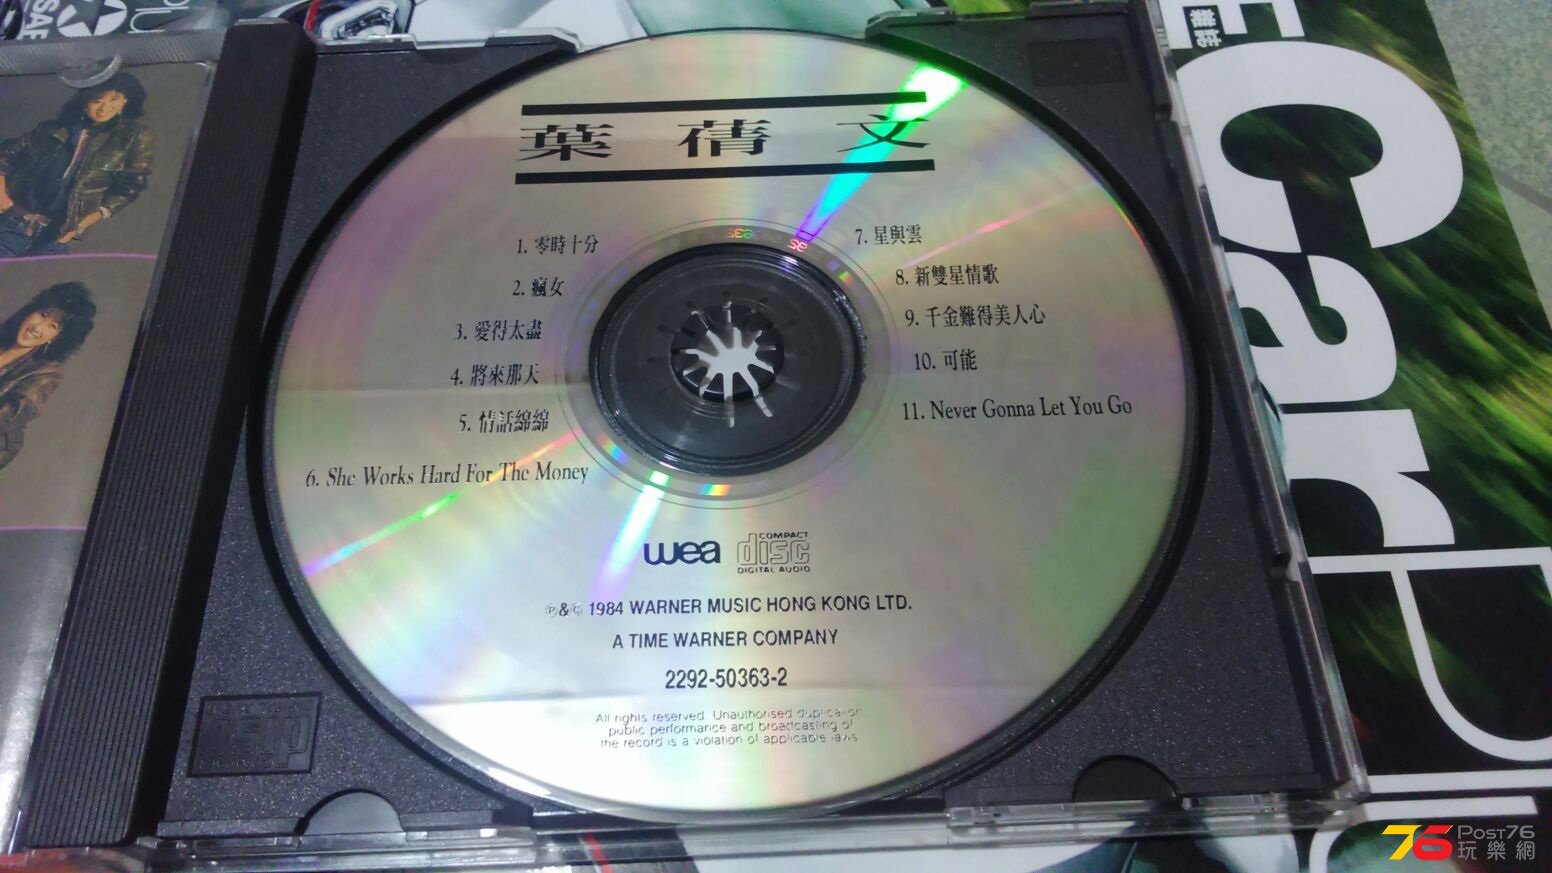 葉蒨文
1. 零時十分
2. 瘋女
3. 愛得太盡
4. 將來那天
5. 情話綿綿
6. She Works Hard For The Money
7. 星與雲
8. 新雙星情歌
9. 千金難得美人心
10. 可能
11. Never Gonna Let You Go
wea
COMPACT
disc
DIGITAL AUDIO
℗&© 1984 WARNER MUSIC HONG KONG LTD.
A TIME WARNER COMPANY
2292-50363-2
All rights reserved. Unauthorised duplication
public performance and broadcasting of
the record is a violation of applicable laws
Car
76 Post76
玩樂網